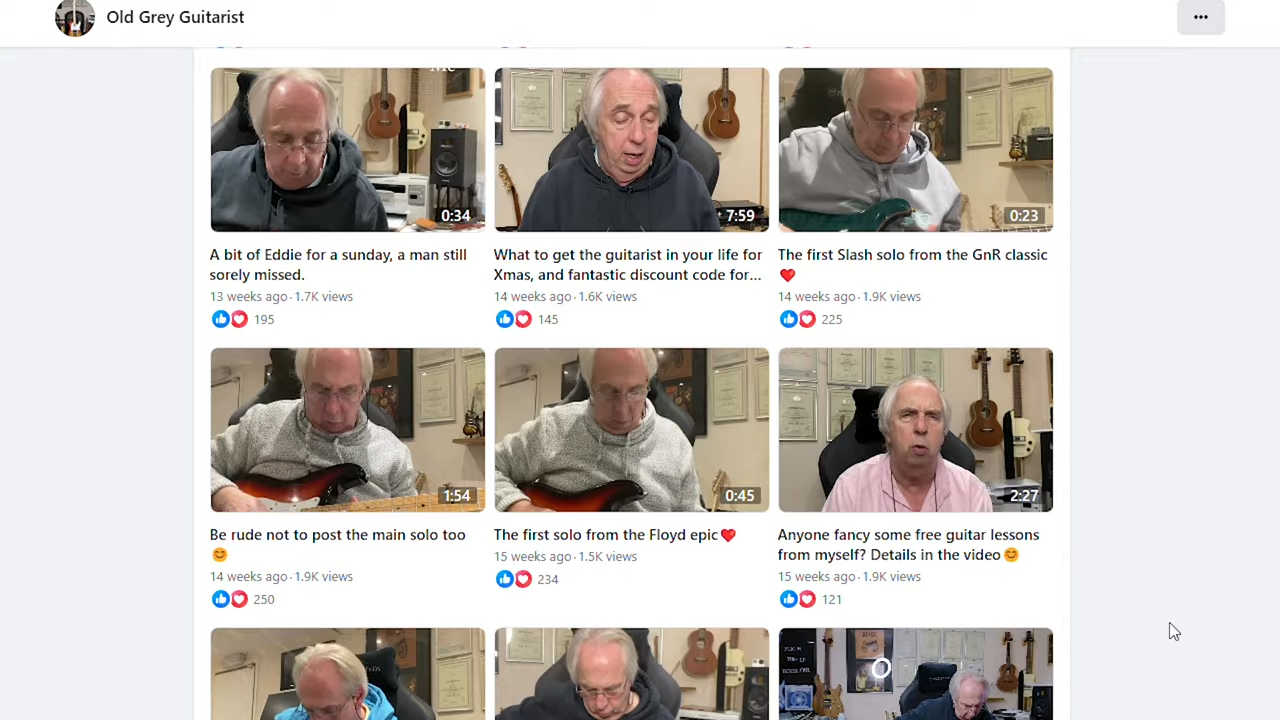 Old Grey Guitarist
0:34
7:59
0:23
A bit of Eddie for a sunday, a man still
sorely missed.
13 weeks ago · 1.7K views
195
What to get the guitarist in your life for
Xmas, and fantastic discount code for...
14 weeks ago · 1.6K views
145
The first Slash solo from the GnR classic
❤️
14 weeks ago · 1.9K views
225
1:54
0:45
2:27
Be rude not to post the main solo too
😊
14 weeks ago · 1.9K views
250
The first solo from the Floyd epic❤️
15 weeks ago · 1.5K views
234
Anyone fancy some free guitar lessons
from myself? Details in the video😊
15 weeks ago · 1.9K views
121